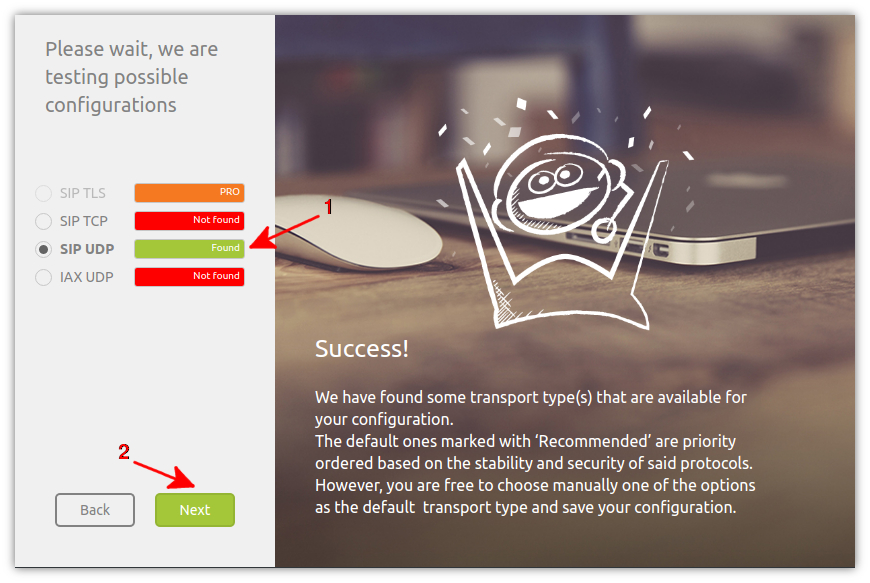 Please wait, we are
testing possible
configurations
SIP TLS PRO
SIP TCP Not found
1
SIP UDP Found
IAX UDP Not found
2
Back Next
Success!
We have found some transport type(s) that are available for
your configuration.
The default ones marked with ‘Recommended’ are priority
ordered based on the stability and security of said protocols.
However, you are free to choose manually one of the options
as the default  transport type and save your configuration.